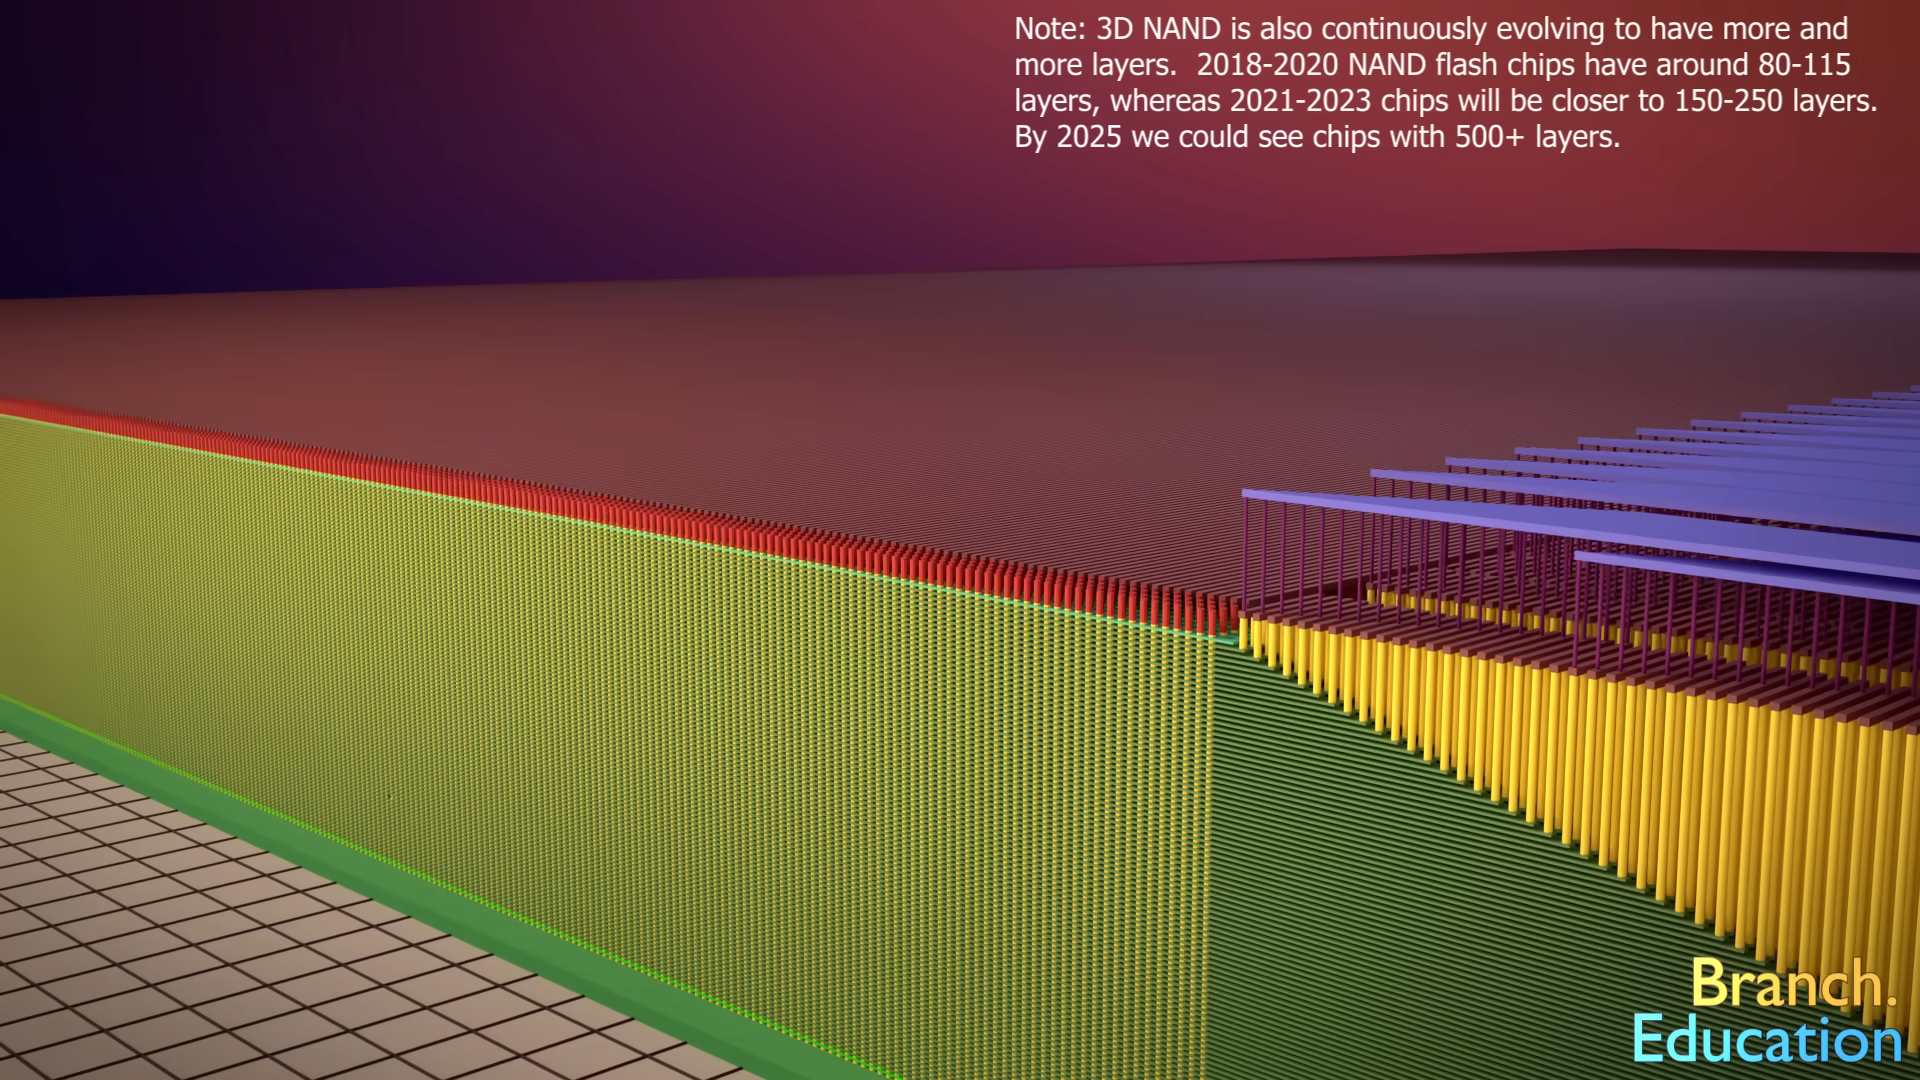 Note: 3D NAND is also continuously evolving to have more and
more layers.  2018-2020 NAND flash chips have around 80-115
layers, whereas 2021-2023 chips will be closer to 150-250 layers.
By 2025 we could see chips with 500+ layers.
Branch.
Education